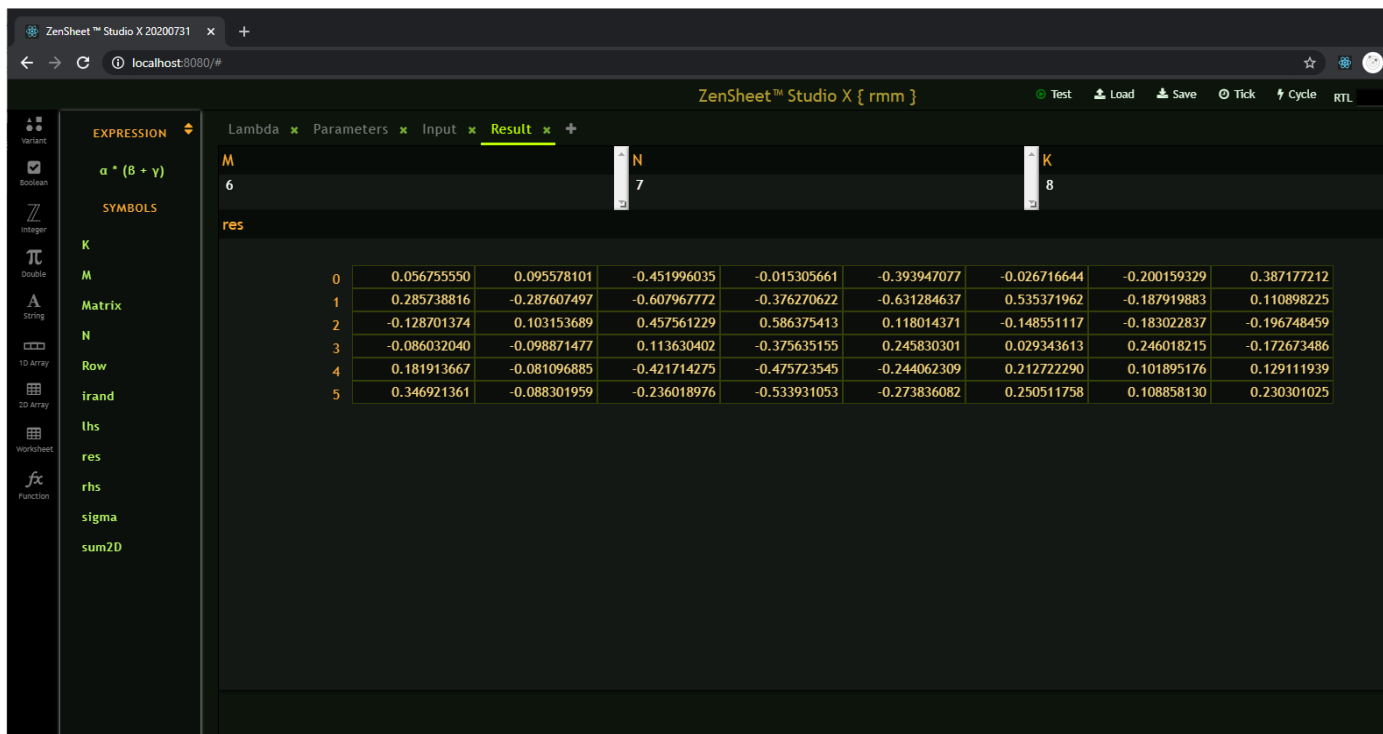 ZenSheet ™ Studio X 20200731 × +
localhost:8080/#
ZenSheet™ Studio X { rmm }
Test Load Save Tick Cycle RTL
Variant
Boolean
ℤ
Integer
π
Double
A
String
1D Array
2D Array
Worksheet
fx
Function
EXPRESSION
α * (β + γ)
SYMBOLS
K
M
Matrix
N
Row
irand
lhs
res
rhs
sigma
sum2D
Lambda × Parameters × Input × Result × +
M N K
6 7 8
res
0 0.056755550 0.095578101 -0.451996035 -0.015305661 -0.393947077 -0.026716644 -0.200159329 0.387177212
1 0.285738816 -0.287607497 -0.607967772 -0.376270622 -0.631284637 0.535371962 -0.187919883 0.110898225
2 -0.128701374 0.103153689 0.457561229 0.586375413 0.118014371 -0.148551117 -0.183022837 -0.196748459
3 -0.086032040 -0.098871477 0.113630402 -0.375635155 0.245830301 0.029343613 0.246018215 -0.172673486
4 0.181913667 -0.081096885 -0.421714275 -0.475723545 -0.244062309 0.212722290 0.101895176 0.129111939
5 0.346921361 -0.088301959 -0.236018976 -0.533931053 -0.273836082 0.250511758 0.108858130 0.230301025